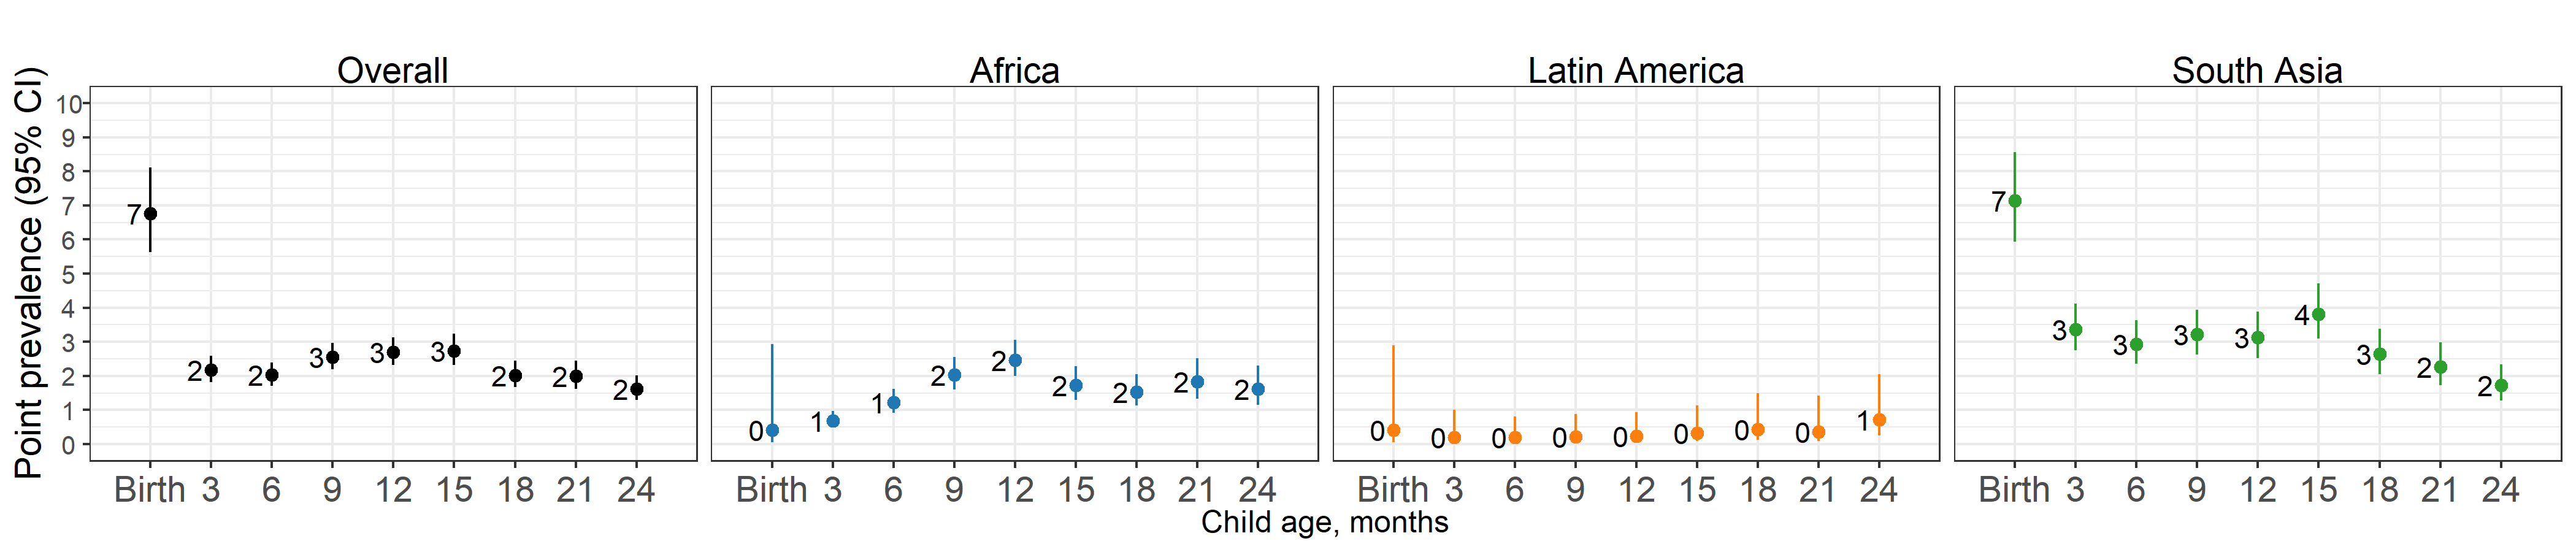 Overall Africa Latin America South Asia
Point prevalence (95% CI)
10
9
8
7
6
5
4
3
2
1
0
7 2 2 3 3 3 2 2 2
0 1 1 2 2 2 2 2 2
0 0 0 0 0 0 0 0 1
7 3 3 3 3 4 3 2 2
Birth 3 6 9 12 15 18 21 24 Birth 3 6 9 12 15 18 21 24 Birth 3 6 9 12 15 18 21 24 Birth 3 6 9 12 15 18 21 24
Child age, months